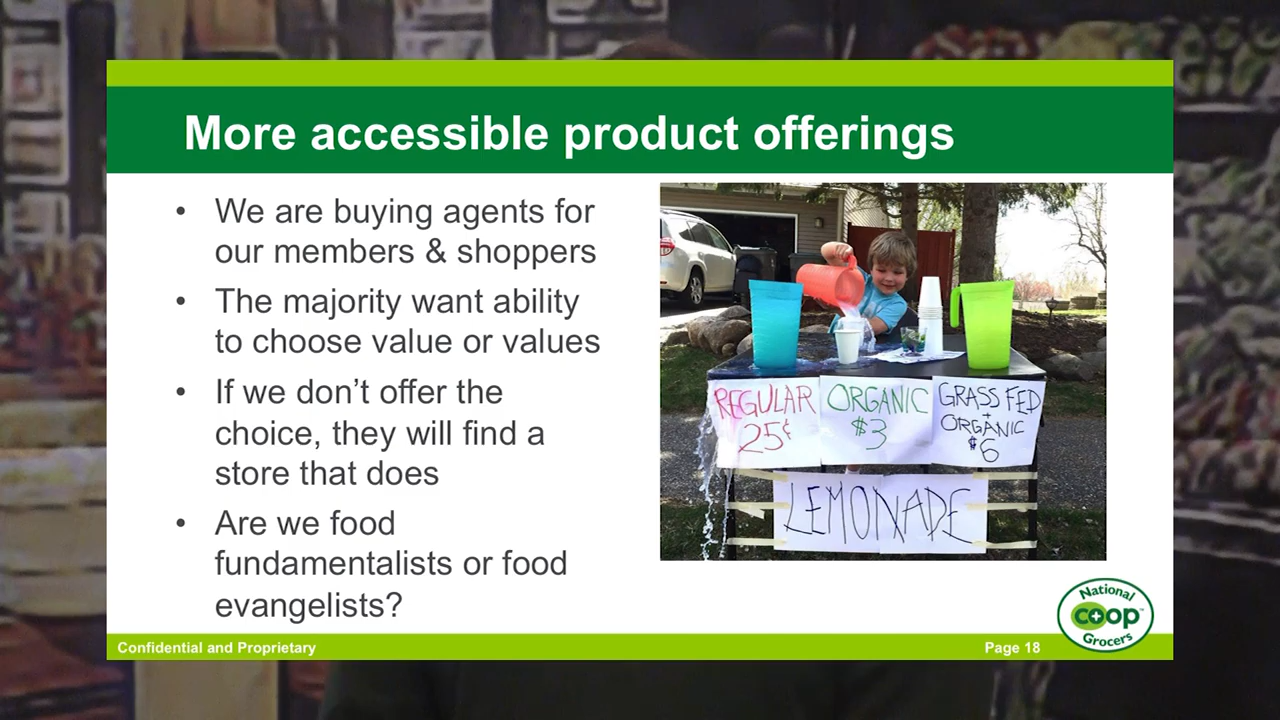 More accessible product offerings
• We are buying agents for
our members & shoppers
• The majority want ability
to choose value or values
• If we don’t offer the
choice, they will find a
store that does
• Are we food
fundamentalists or food
evangelists?
REGULAR
25¢
ORGANIC
$3
GRASS FED
+
ORGANIC
$6
LEMONADE
National
co+op™
Grocers
Confidential and Proprietary
Page 18